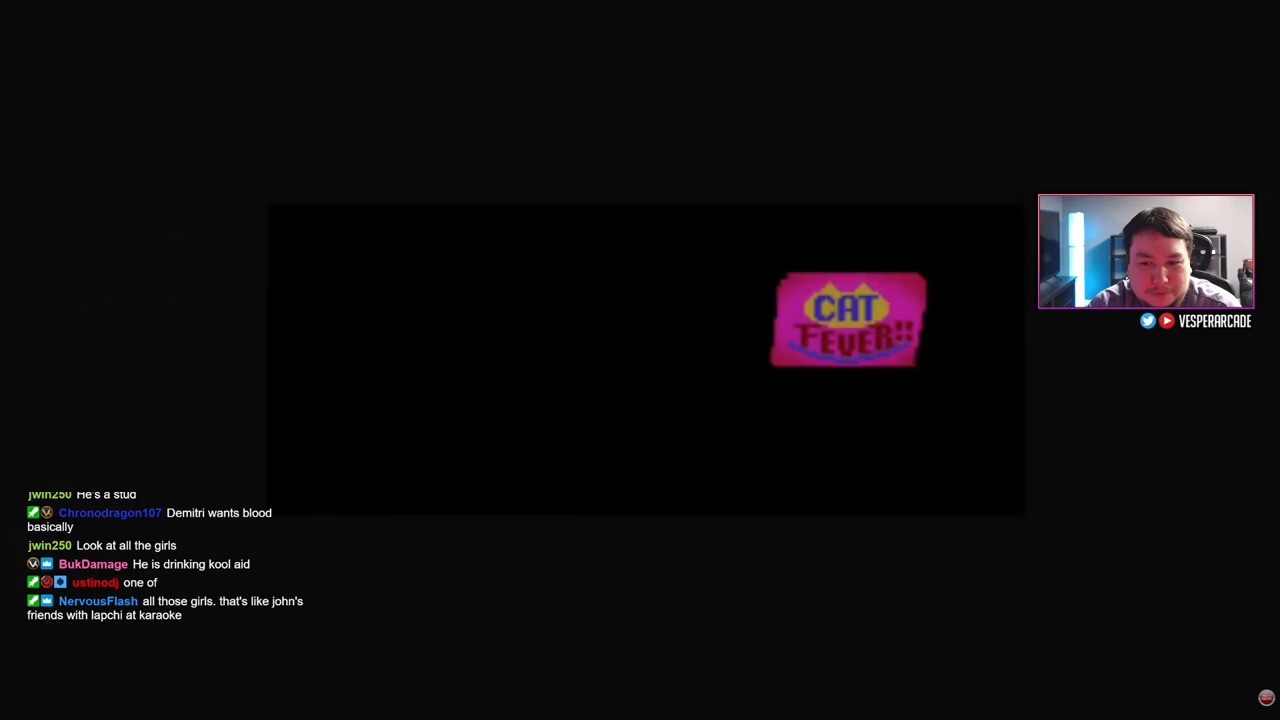 CAT
FEVER!!
VESPERARCADE
jwin250 He's a stud
Chronodragon107 Demitri wants blood
basically
jwin250 Look at all the girls
BukDamage He is drinking kool aid
ustinodj one of
NervousFlash all those girls. that's like john's
friends with lapchi at karaoke